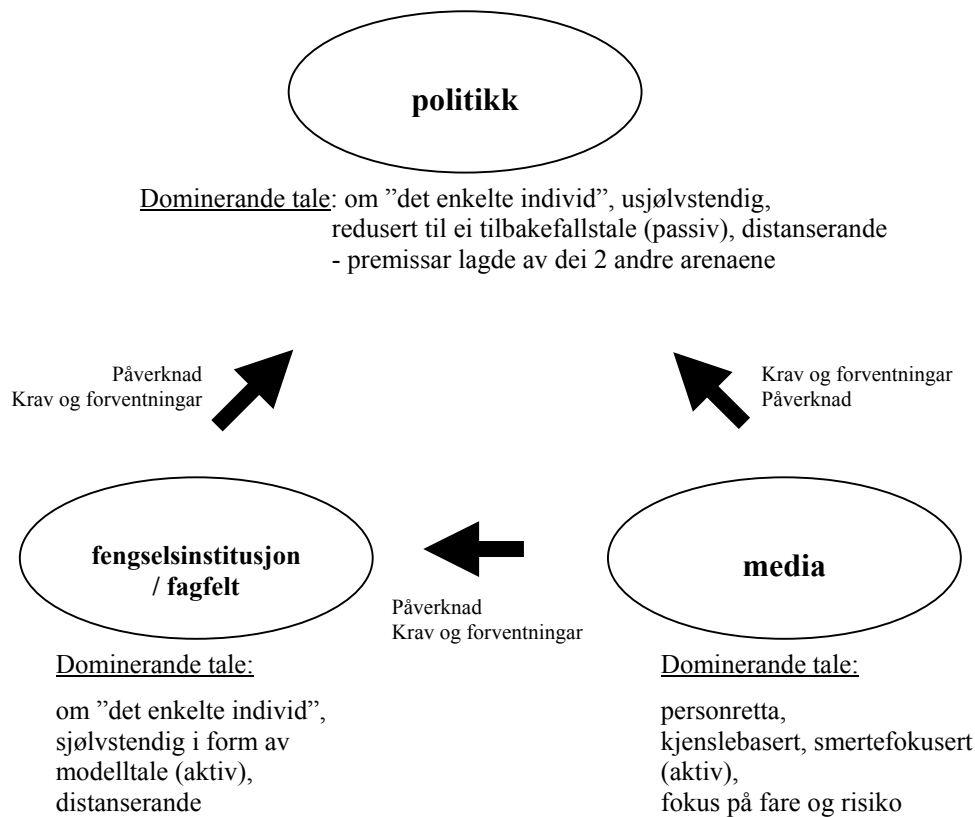 politikk
Dominerande tale: om ”det enkelte individ”, usjølvstendig,
redusert til ei tilbakefallstale (passiv), distanserande
- premissar lagde av dei 2 andre arenaene
Påverknad
Krav og forventningar
Krav og forventningar
Påverknad
fengselsinstitusjon
/ fagfelt
media
Påverknad
Krav og forventningar
Dominerande tale:
om ”det enkelte individ”,
sjølvstendig i form av
modelltale (aktiv),
distanserande
Dominerande tale:
personretta,
kjenslebasert, smertefokusert
(aktiv),
fokus på fare og risiko